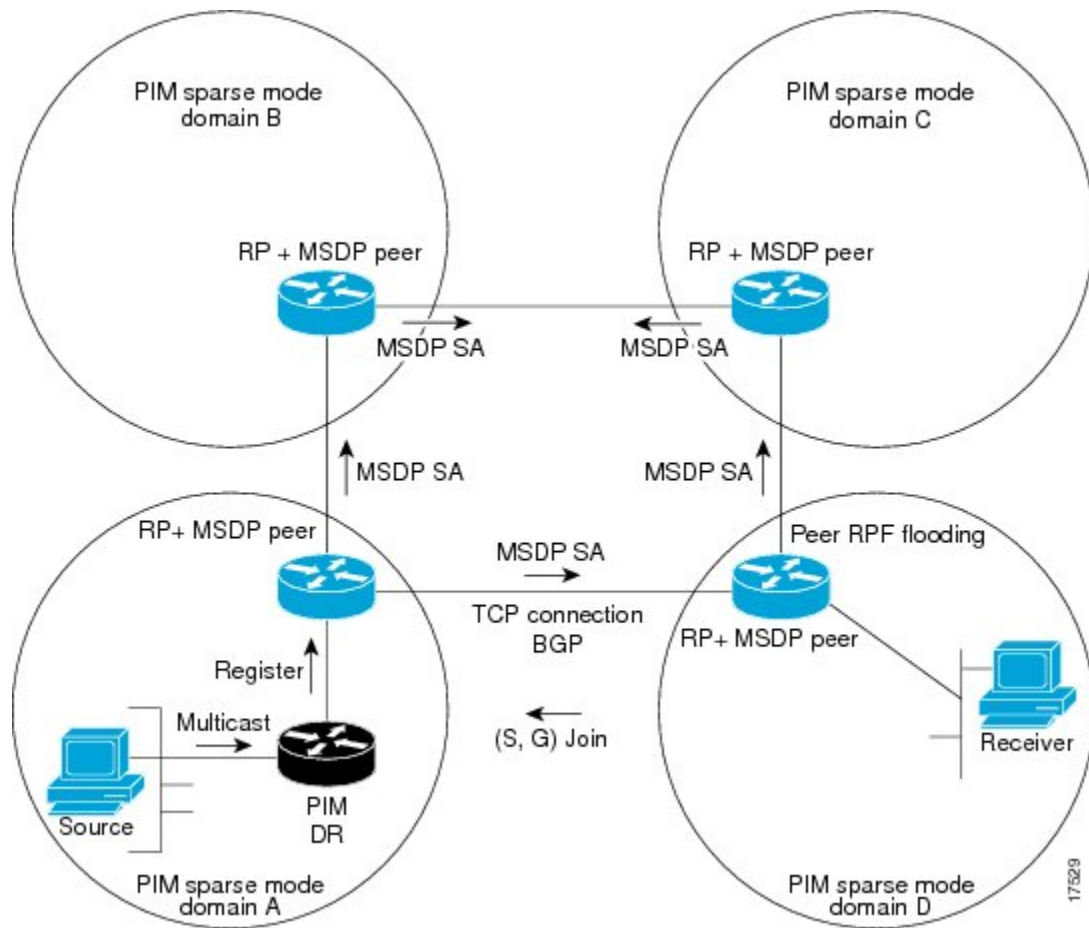 PIM sparse mode
domain B
PIM sparse mode
domain C
RP + MSDP peer
RP + MSDP peer
MSDP SA
MSDP SA
MSDP SA
MSDP SA
RP+ MSDP peer
Peer RPF flooding
MSDP SA
TCP connection
BGP
RP+ MSDP peer
Register
Multicast
(S, G) Join
Receiver
Source
PIM
DR
PIM sparse mode
domain A
PIM sparse mode
domain D
17529